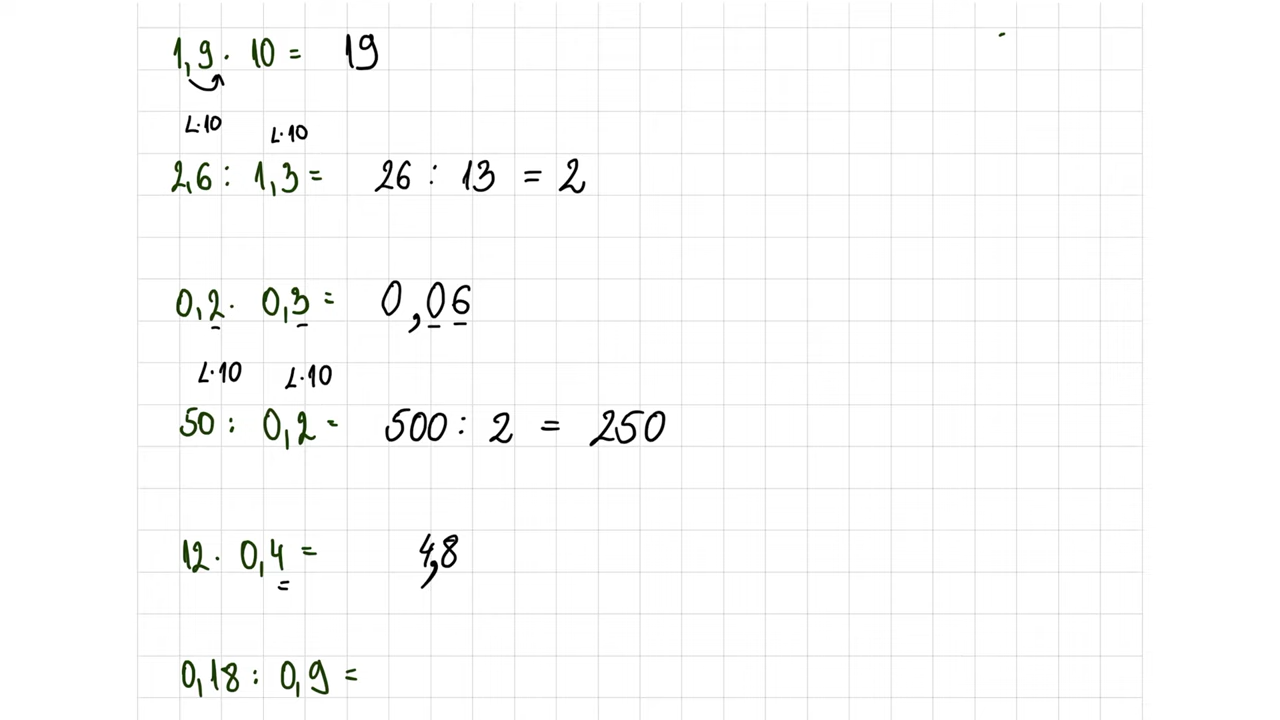 1,9 · 10 = 19
L·10 L·10
2,6 : 1,3 = 26 : 13 = 2
0,2 · 0,3 = 0,06
L·10 L·10
50 : 0,2 = 500 : 2 = 250
12 · 0,4 = 4,8
0,18 : 0,9 =